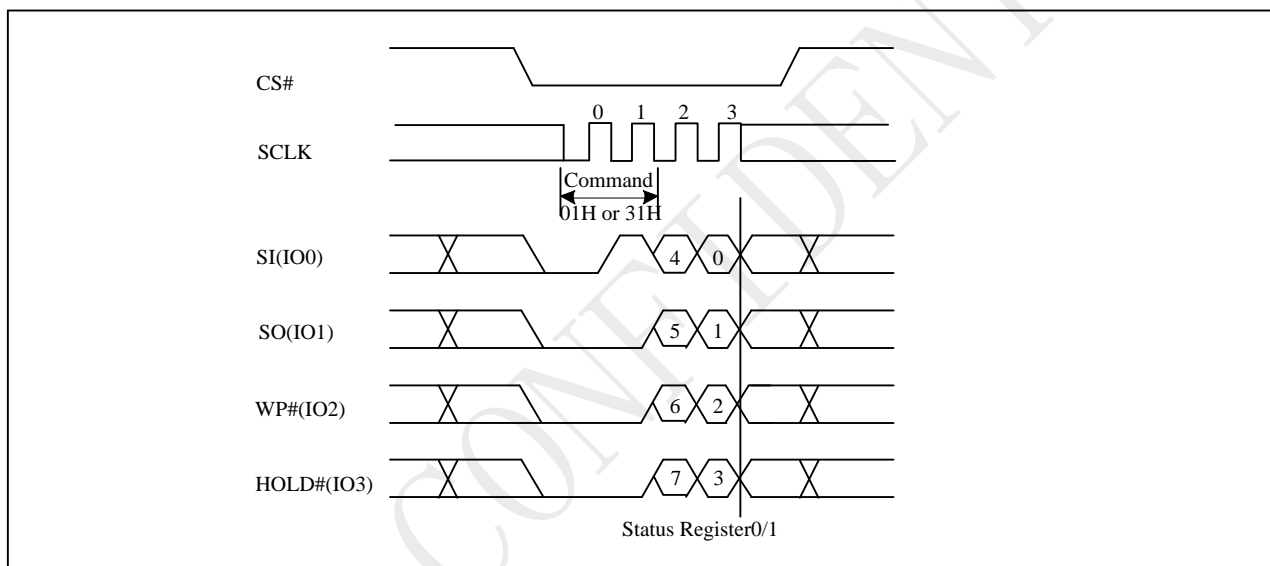 CS#
0 1 2 3
SCLK
Command
01H or 31H
SI(IO0)
4 0
SO(IO1)
5 1
WP#(IO2)
6 2
HOLD#(IO3)
7 3
Status Register0/1
CONFIDENT